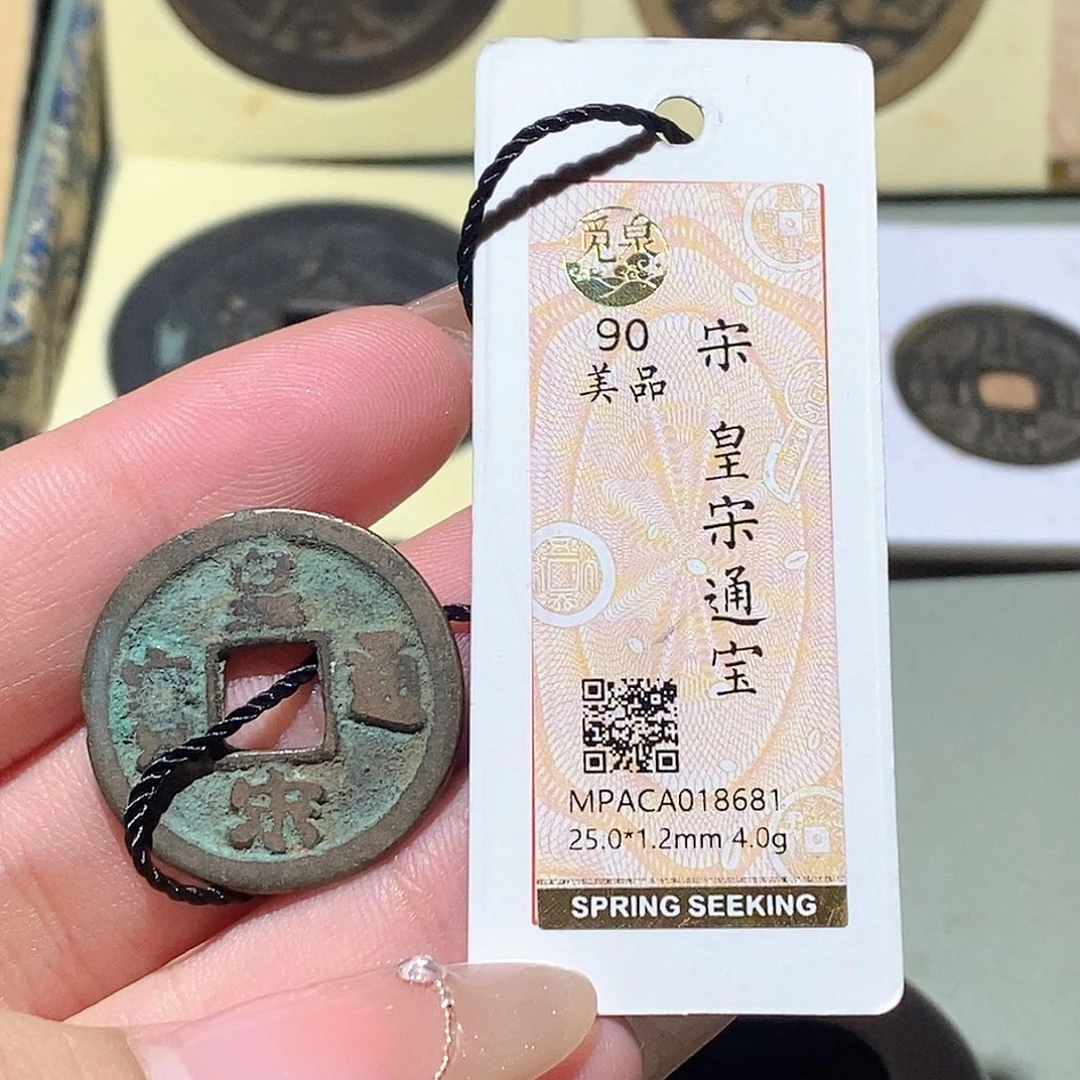 觅泉
90
美品
宋 皇宋通宝
MPACA018681
25.0*1.2mm 4.0g
SPRING SEEKING
皇宋通寳